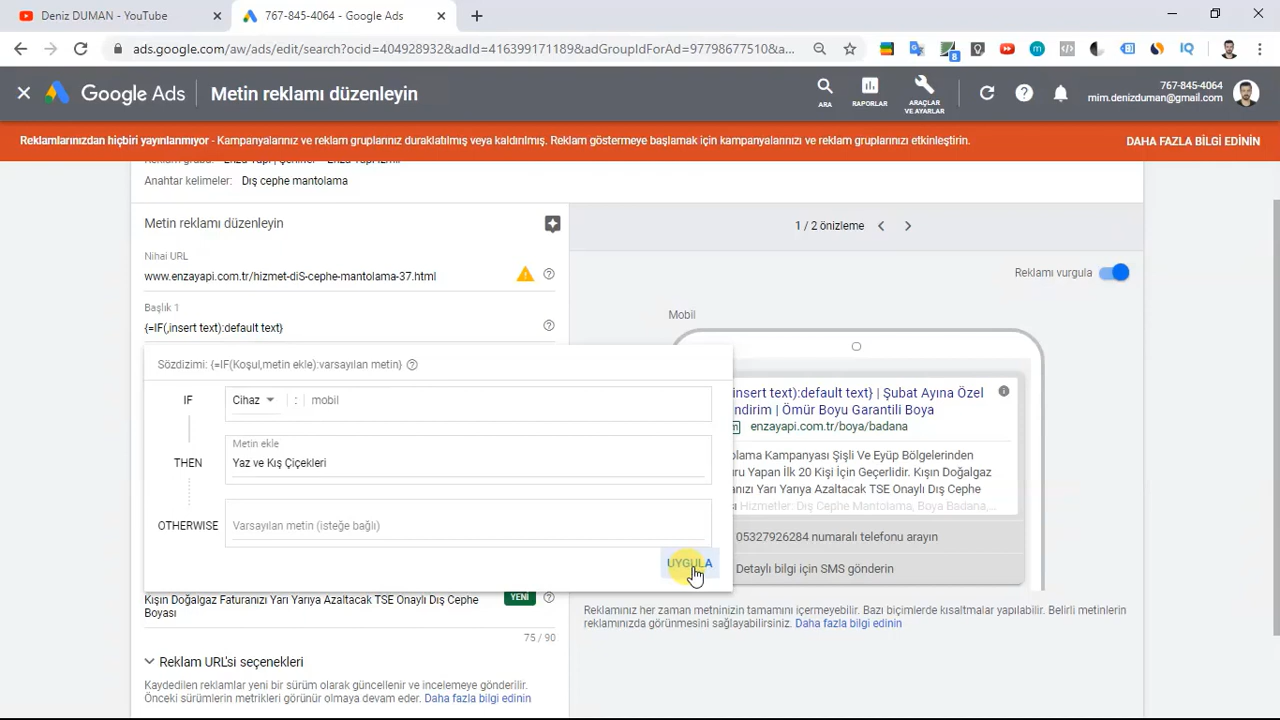 Deniz DUMAN - YouTube
767-845-4064 - Google Ads
ads.google.com/aw/ads/edit/search?ocid=404928932&adId=416399171189&adGroupIdForAd=97798677510&a...
8
IQ
Google Ads
Metin reklamı düzenleyin
ARA
RAPORLAR
ARAÇLAR
VE AYARLAR
767-845-4064
mim.denizduman@gmail.com
Reklamlarınızdan hiçbiri yayınlanmıyor - Kampanyalarınız ve reklam gruplarınız duraklatılmış veya kaldırılmış. Reklam göstermeye başlamak için kampanyalarınızı ve reklam gruplarınızı etkinleştirin.
DAHA FAZLA BİLGİ EDİNİN
Anahtar kelimeler: Dış cephe mantolama
Metin reklamı düzenleyin
1 / 2 önizleme
Nihai URL
www.enzayapi.com.tr/hizmet-diS-cephe-mantolama-37.html
Reklamı vurgula
Başlık 1
{=IF(,insert text):default text}
Mobil
Sözdizimi: {=IF(Koşul,metin ekle):varsayılan metin}
IF
Cihaz
:
mobil
Metin ekle
THEN
Yaz ve Kış Çiçekleri
OTHERWISE
Varsayılan metin (isteğe bağlı)
UYGULA
insert text):default text} | Şubat Ayına Özel
ndirim | Ömür Boyu Garantili Boya
enzayapi.com.tr/boya/badana
olama Kampanyası Şişli Ve Eyüp Bölgelerinden
uru Yapan İlk 20 Kişi İçin Geçerlidir. Kışın Doğalgaz
anızı Yarı Yarıya Azaltacak TSE Onaylı Dış Cephe
Hizmetler: Dış Cephe Mantolama, Boya Badana,...
05327926284 numaralı telefonu arayın
Detaylı bilgi için SMS gönderin
Kışın Doğalgaz Faturanızı Yarı Yarıya Azaltacak TSE Onaylı Dış Cephe
Boyası
YENİ
75 / 90
Reklamınız her zaman metninizin tamamını içermeyebilir. Bazı biçimlerde kısaltmalar yapılabilir. Belirli metinlerin
reklamınızda görünmesini sağlayabilirsiniz. Daha fazla bilgi edinin
Reklam URL'si seçenekleri
Kaydedilen reklamlar yeni bir sürüm olarak güncellenir ve incelemeye gönderilir.
Önceki sürümlerin metrikleri görünür olmaya devam eder. Daha fazla bilgi edinin